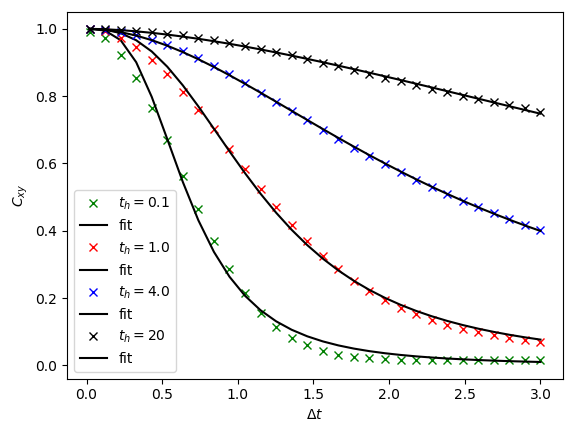 1.0
0.8
0.6
0.4
0.2
0.0
C_{xy}
t_h = 0.1
fit
t_h = 1.0
fit
t_h = 4.0
fit
t_h = 20
fit
0.0 0.5 1.0 1.5 2.0 2.5 3.0
Δt